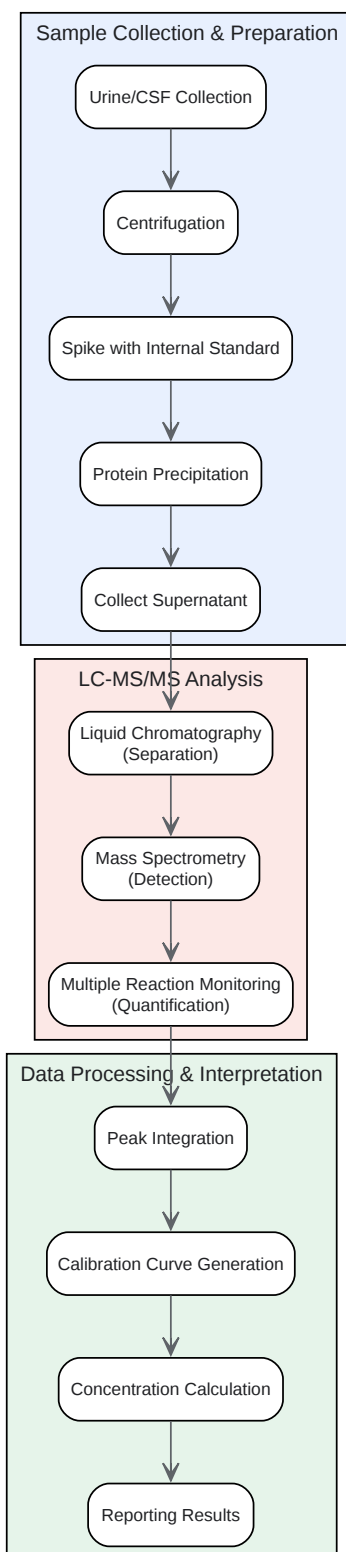 Sample Collection & Preparation
Urine/CSF Collection
Centrifugation
Spike with Internal Standard
Protein Precipitation
Collect Supernatant
LC-MS/MS Analysis
Liquid Chromatography
(Separation)
Mass Spectrometry
(Detection)
Multiple Reaction Monitoring
(Quantification)
Data Processing & Interpretation
Peak Integration
Calibration Curve Generation
Concentration Calculation
Reporting Results